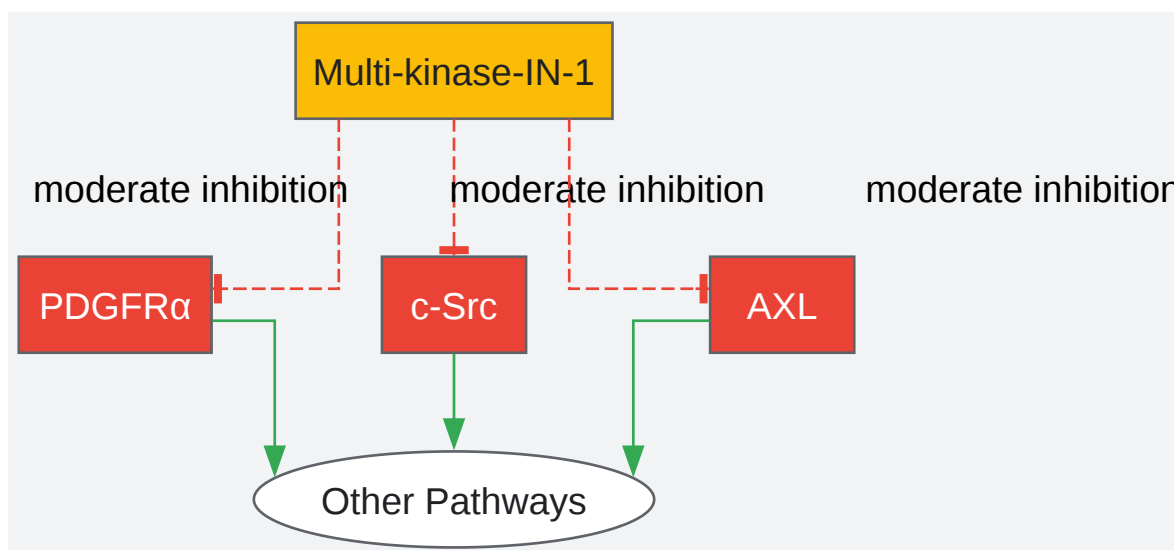 Multi-kinase-IN-1
moderate inhibition
moderate inhibition
moderate inhibition
PDGFRα
c-Src
AXL
Other Pathways